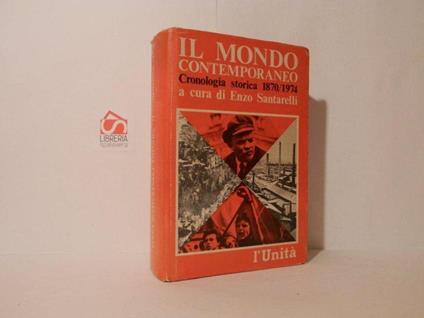 IL MONDO
CONTEMPORANEO
Cronologia storica 1870/1974
a cura di Enzo Santarelli
l'Unità
LIBRERIA